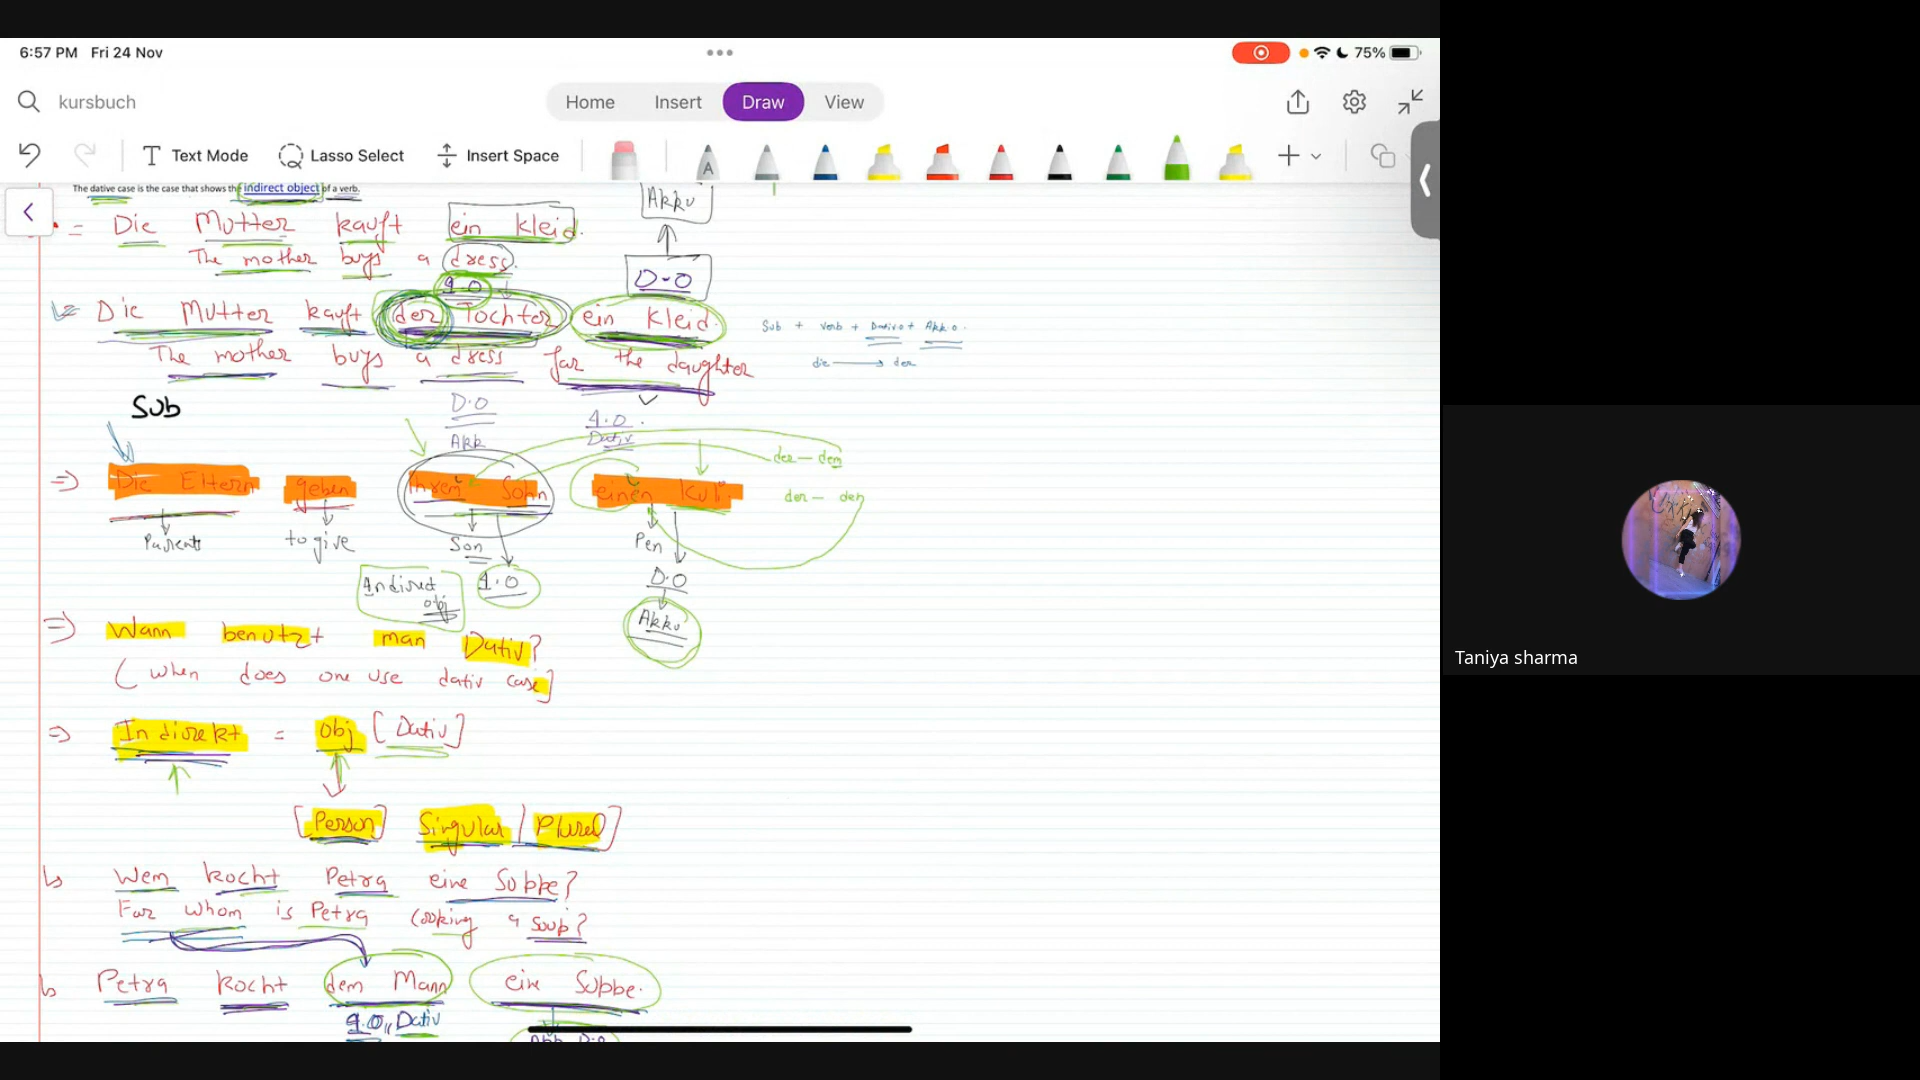 6:57 PM Fri 24 Nov
75%
kursbuch
Home Insert Draw View
Text Mode Lasso Select Insert Space
The dative case is the case that shows the indirect object of a verb.
Akku
= Die Mutter kauft ein Kleid.
The mother buys a dress.
D-O
I.O
Die Mutter kauft der Tochter ein Kleid.
Sub + verb + Dativ o + Akk o.
The mother buys a dress for the daughter
die → der
Sub
D.O
I.O.
Akk
Dativ
der — dem
⇒ Die Eltern geben ihrem Sohn einen Kuli.
der — den
Parents to give Son Pen
Indirect obj I.O D.O
Akku
⇒ Wann benutzt man Dativ?
( when does one use dativ case]
⇒ Indirekt = obj [Dativ]
[Person] Singular / Plural]
Wem kocht Petra eine Suppe?
For whom is Petra cooking a soup?
Petra kocht dem Mann eine Suppe.
I.O,, Dativ
Taniya sharma